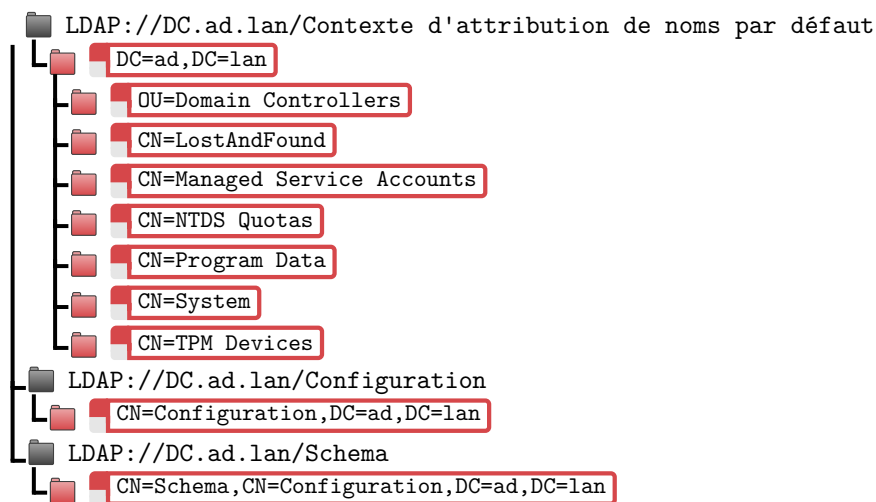 LDAP://DC.ad.lan/Contexte d'attribution de noms par défaut
DC=ad,DC=lan
OU=Domain Controllers
CN=LostAndFound
CN=Managed Service Accounts
CN=NTDS Quotas
CN=Program Data
CN=System
CN=TPM Devices
LDAP://DC.ad.lan/Configuration
CN=Configuration,DC=ad,DC=lan
LDAP://DC.ad.lan/Schema
CN=Schema,CN=Configuration,DC=ad,DC=lan